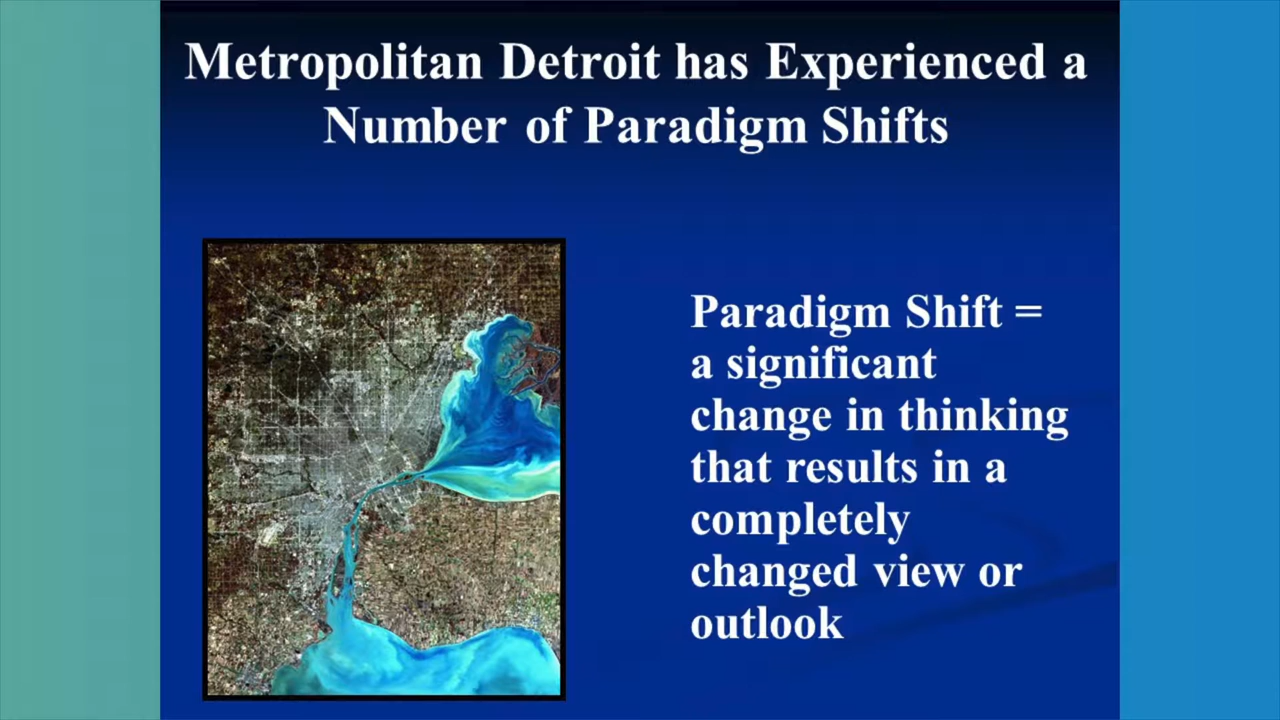 Metropolitan Detroit has Experienced a
Number of Paradigm Shifts
Paradigm Shift =
a significant
change in thinking
that results in a
completely
changed view or
outlook